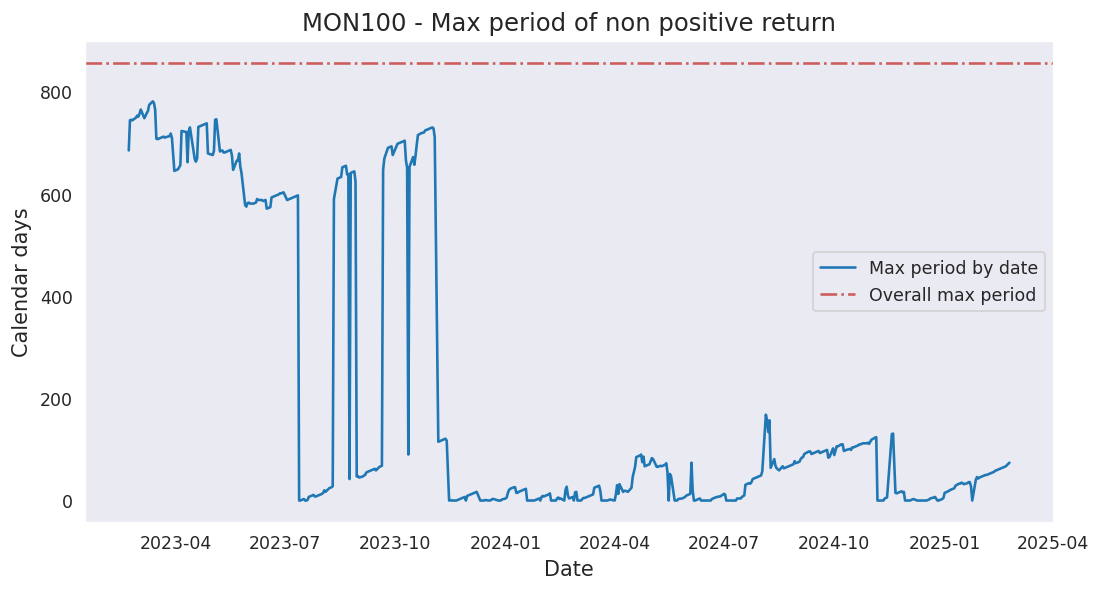 MON100 - Max period of non positive return
Calendar days
800
600
400
200
0
Max period by date
Overall max period
2023-04 2023-07 2023-10 2024-01 2024-04 2024-07 2024-10 2025-01 2025-04
Date